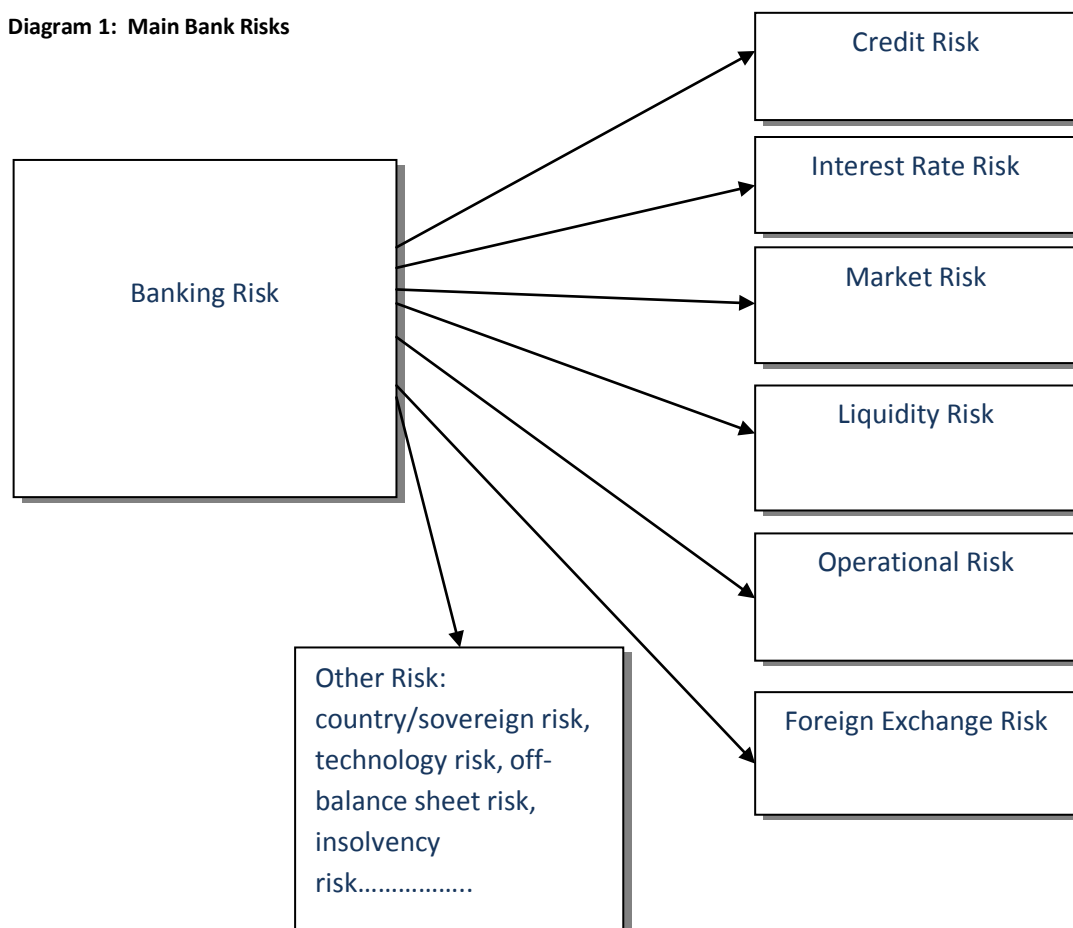 Diagram 1:  Main Bank Risks
Credit Risk
Interest Rate Risk
Banking Risk
Market Risk
Liquidity Risk
Operational Risk
Foreign Exchange Risk
Other Risk:
country/sovereign risk,
technology risk, off-
balance sheet risk,
insolvency
risk……………..